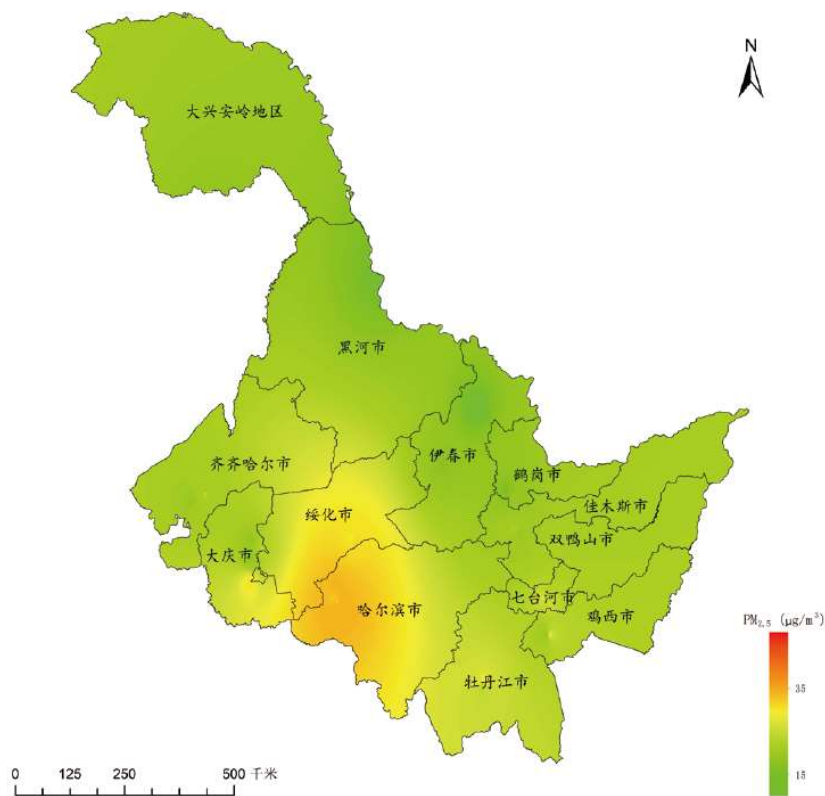 N
大兴安岭地区
黑河市
齐齐哈尔市
伊春市
鹤岗市
绥化市
佳木斯市
双鸭山市
大庆市
七台河市
哈尔滨市
鸡西市
牡丹江市
PM2.5 (μg/m³)
35
15
0 125 250 500 千米